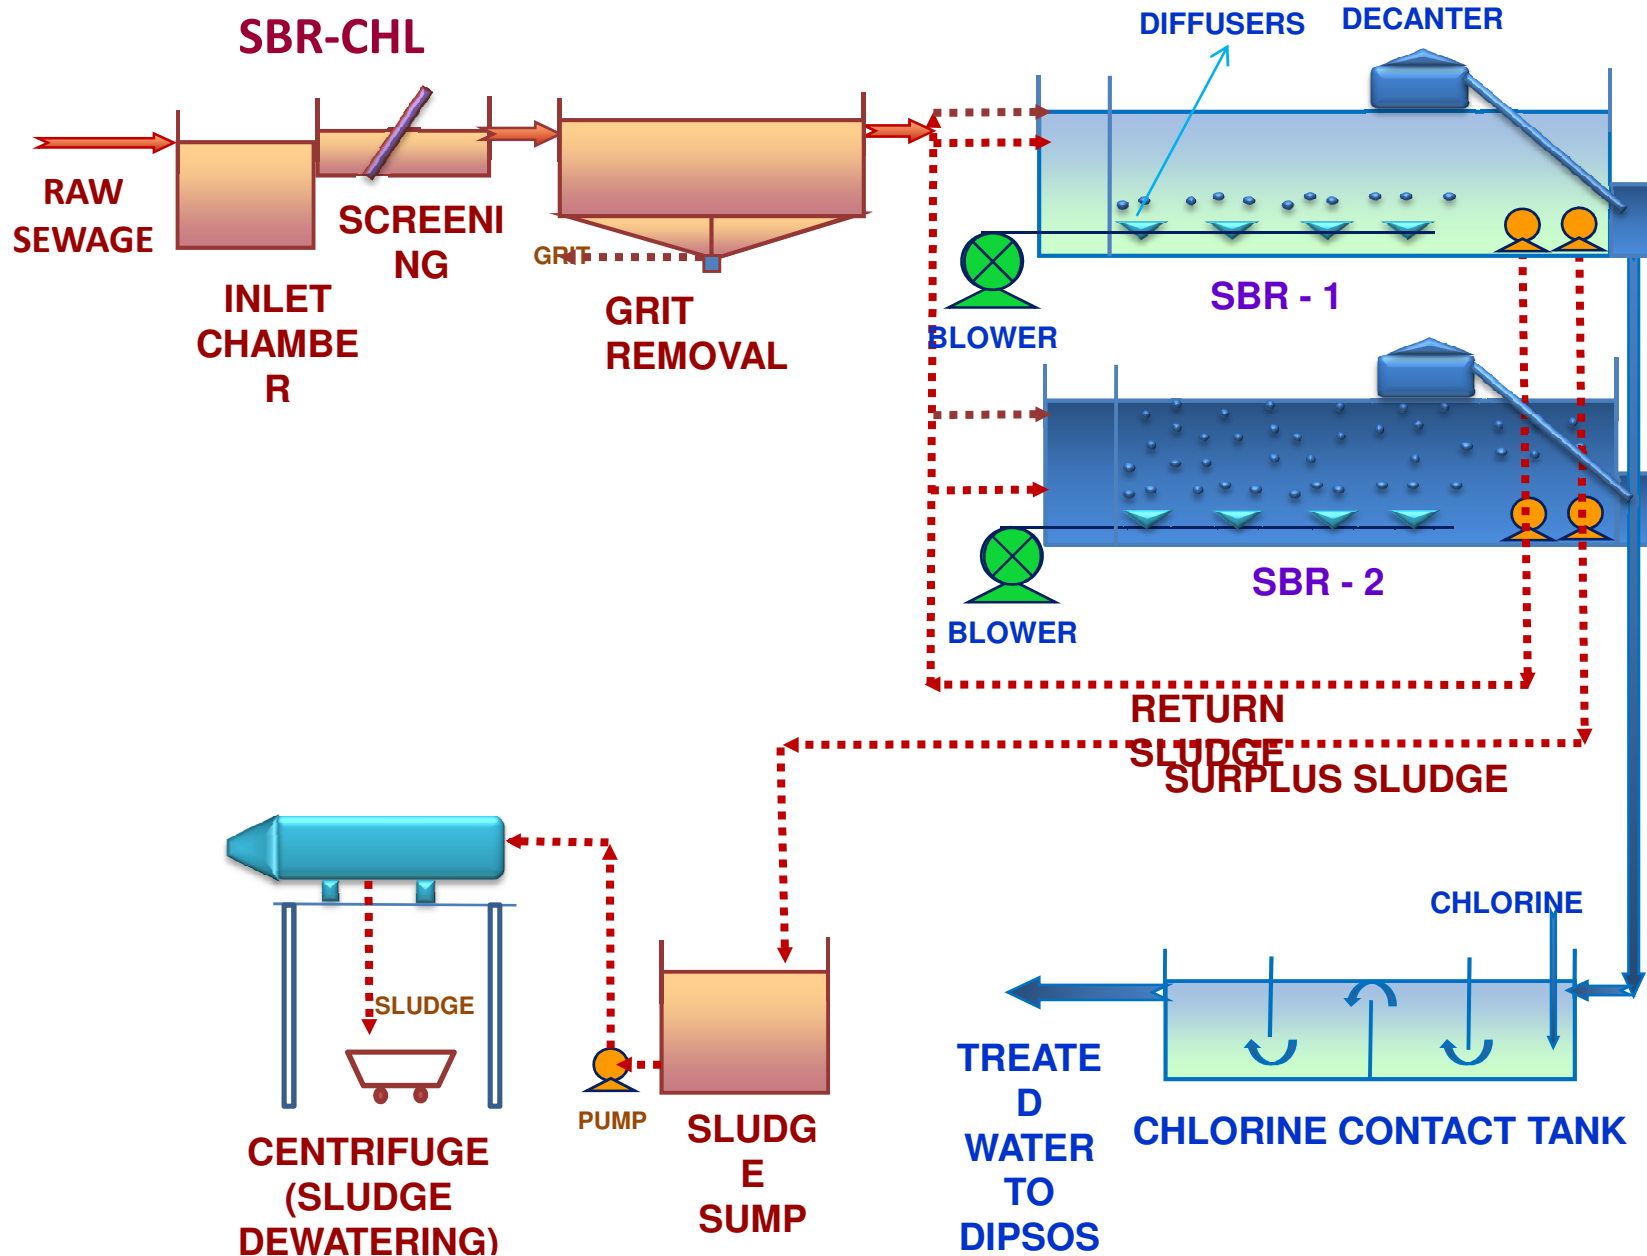 SBR-CHL
DIFFUSERS
DECANTER
RAW
SEWAGE
SCREENI
NG
INLET
CHAMBE
R
GRIT
GRIT
REMOVAL
SBR - 1
BLOWER
SBR - 2
BLOWER
RETURN
SLUDGE
SURPLUS SLUDGE
CHLORINE
SLUDGE
PUMP
CENTRIFUGE
(SLUDGE
DEWATERING)
SLUDG
E
SUMP
TREATE
D
WATER
TO
DIPSOS
CHLORINE CONTACT TANK